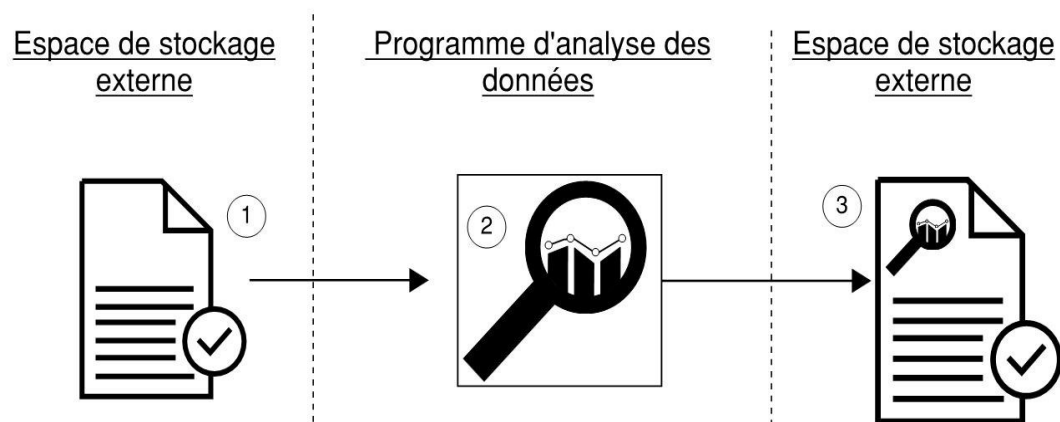 Espace de stockage
externe
Programme d'analyse des
données
Espace de stockage
externe
1
2
3